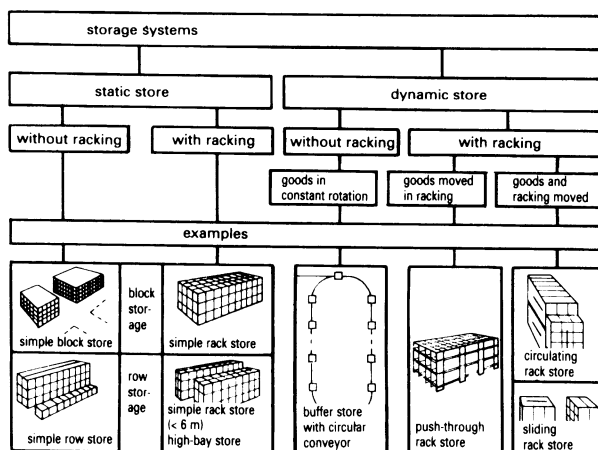 storage systems
static store
dynamic store
without racking
with racking
without racking
with racking
goods in
constant rotation
goods moved
in racking
goods and
racking moved
examples
simple block store
block
stor-
age
simple rack store
simple row store
row
stor-
age
simple rack store
(< 6 m)
high-bay store
buffer store
with circular
conveyor
push-through
rack store
circulating
rack store
sliding
rack store